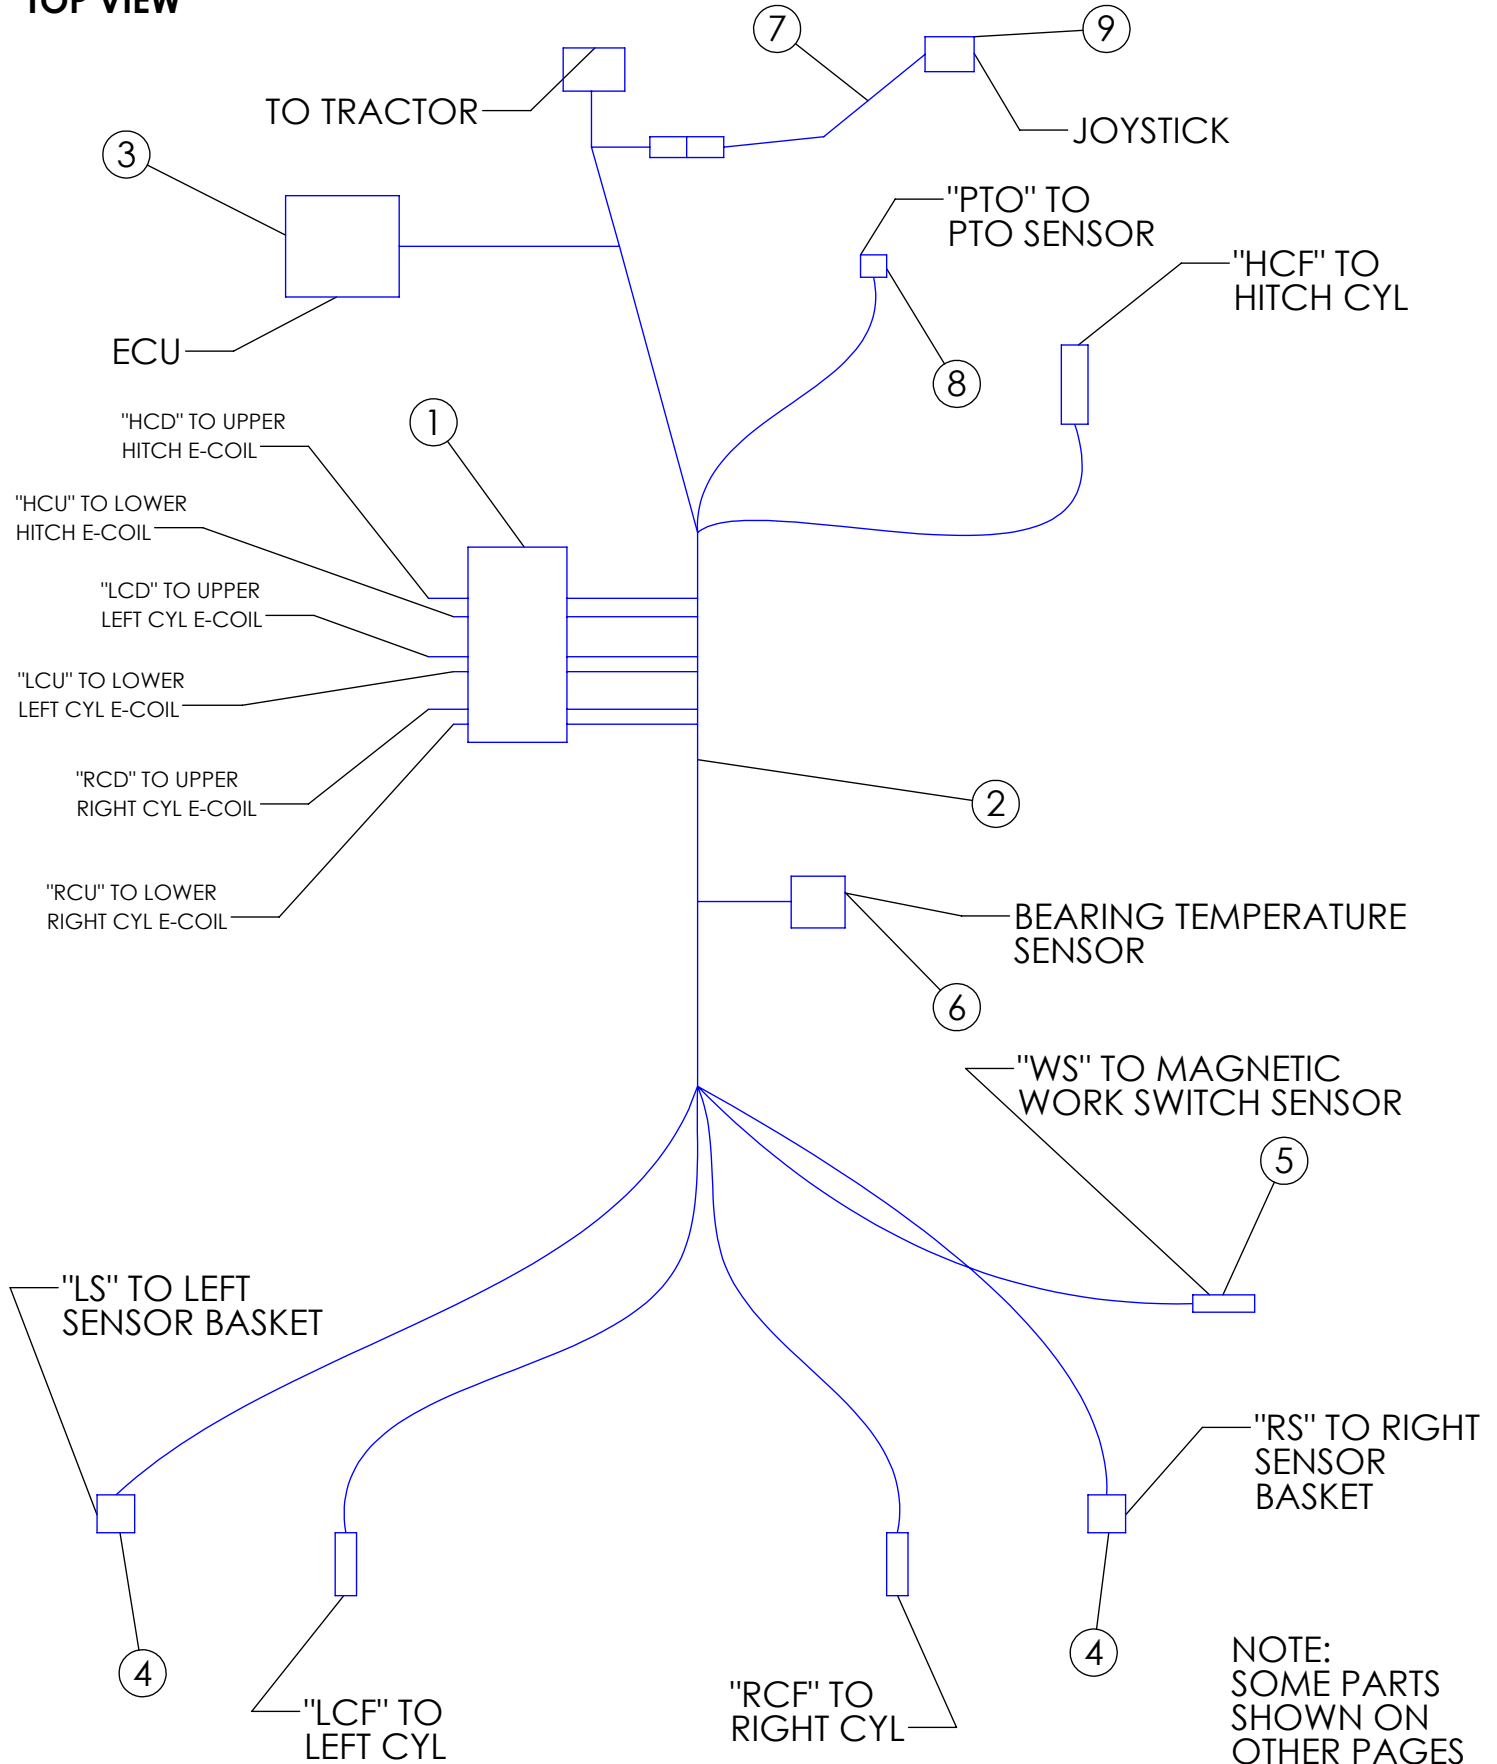 TOP VIEW
7
9
TO TRACTOR
JOYSTICK
3
"PTO" TO
PTO SENSOR
"HCF" TO
HITCH CYL
ECU
8
1
"HCD" TO UPPER
HITCH E-COIL
"HCU" TO LOWER
HITCH E-COIL
"LCD" TO UPPER
LEFT CYL E-COIL
"LCU" TO LOWER
LEFT CYL E-COIL
"RCD" TO UPPER
RIGHT CYL E-COIL
2
"RCU" TO LOWER
RIGHT CYL E-COIL
BEARING TEMPERATURE
SENSOR
6
"WS" TO MAGNETIC
WORK SWITCH SENSOR
5
"LS" TO LEFT
SENSOR BASKET
"RS" TO RIGHT
SENSOR
BASKET
4
4
"LCF" TO
LEFT CYL
"RCF" TO
RIGHT CYL
NOTE:
SOME PARTS
SHOWN ON
OTHER PAGES